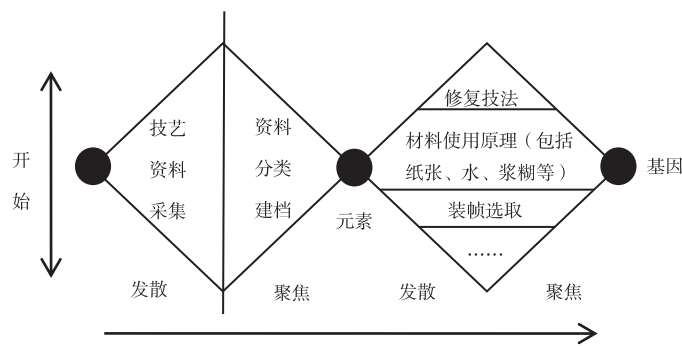 开
始
技艺
资料
采集
资料
分类
建档
元素
修复技法
材料使用原理（包括
纸张、水、浆糊等）
装帧选取
……
基因
发散
聚焦
发散
聚焦